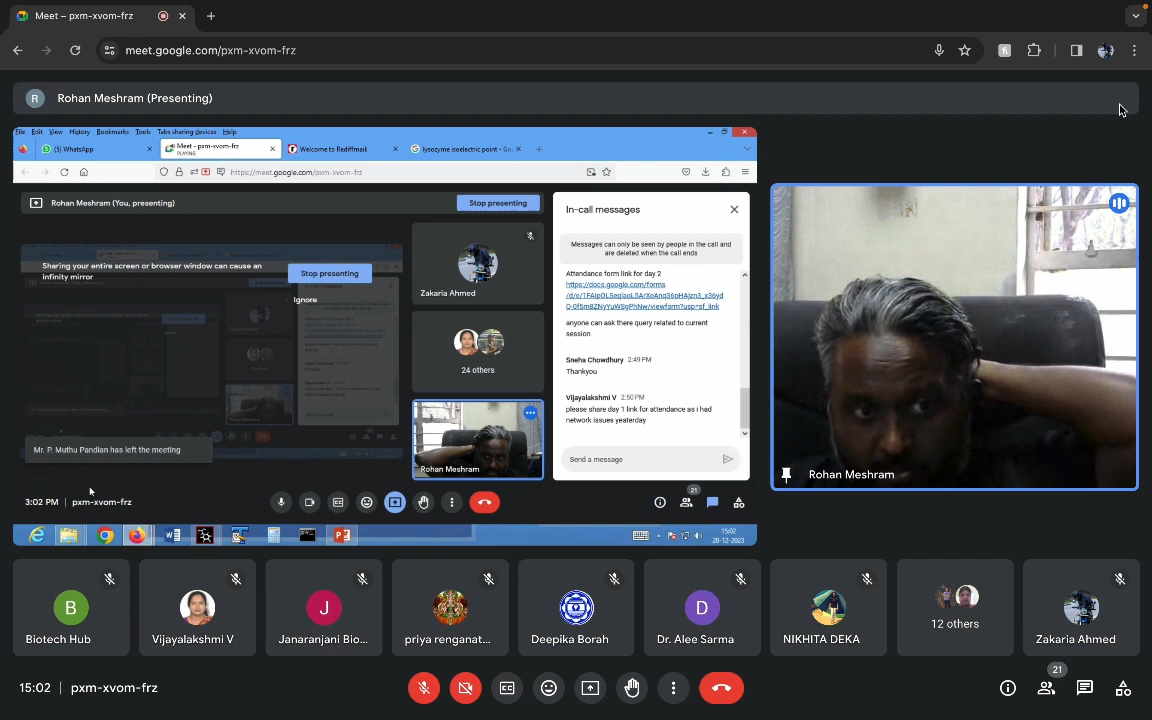 Meet – pxm-xvom-frz
meet.google.com/pxm-xvom-frz
R
Rohan Meshram (Presenting)
File Edit View History Bookmarks Tools Tabs sharing devices Help
(5) WhatsApp
Meet - pxm-xvom-frz
PLAYING
Welcome to Rediffmail
lysozyme isoelectric point - Goo
https://meet.google.com/pxm-xvom-frz
Rohan Meshram (You, presenting)
Stop presenting
Sharing your entire screen or browser window can cause an
infinity mirror
Stop presenting
Ignore
Zakaria Ahmed
24 others
Rohan Meshram
Mr. P. Muthu Pandian has left the meeting
In-call messages
Messages can only be seen by people in the call and
are deleted when the call ends
Attendance form link for day 2
https://docs.google.com/forms
anyone can ask there query related to current
session
Sneha Chowdhury 2:49 PM
Thankyou
Vijayalakshmi V 2:50 PM
please share day 1 link for attendance as i had
network issues yeaterday
Send a message
3:02 PM | pxm-xvom-frz
21
15:02
20-12-2023
Rohan Meshram
B
Biotech Hub
Vijayalakshmi V
J
Janaranjani Bio...
priya renganat...
Deepika Borah
D
Dr. Alee Sarma
NIKHITA DEKA
12 others
Zakaria Ahmed
15:02 | pxm-xvom-frz
21